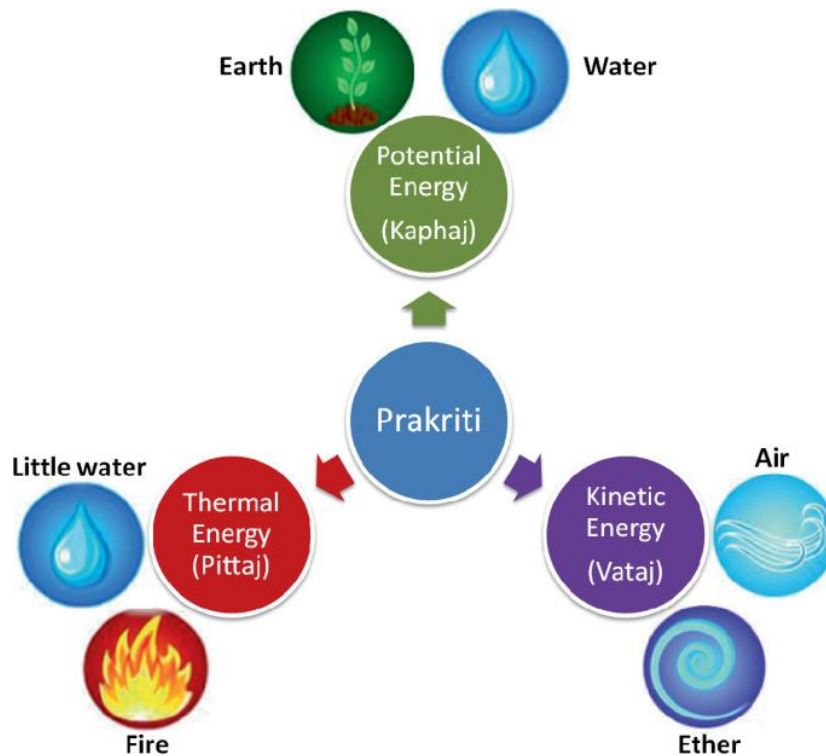 Earth
Water
Potential
Energy
(Kaphaj)
Prakriti
Little water
Thermal
Energy
(Pittaj)
Fire
Air
Kinetic
Energy
(Vataj)
Ether